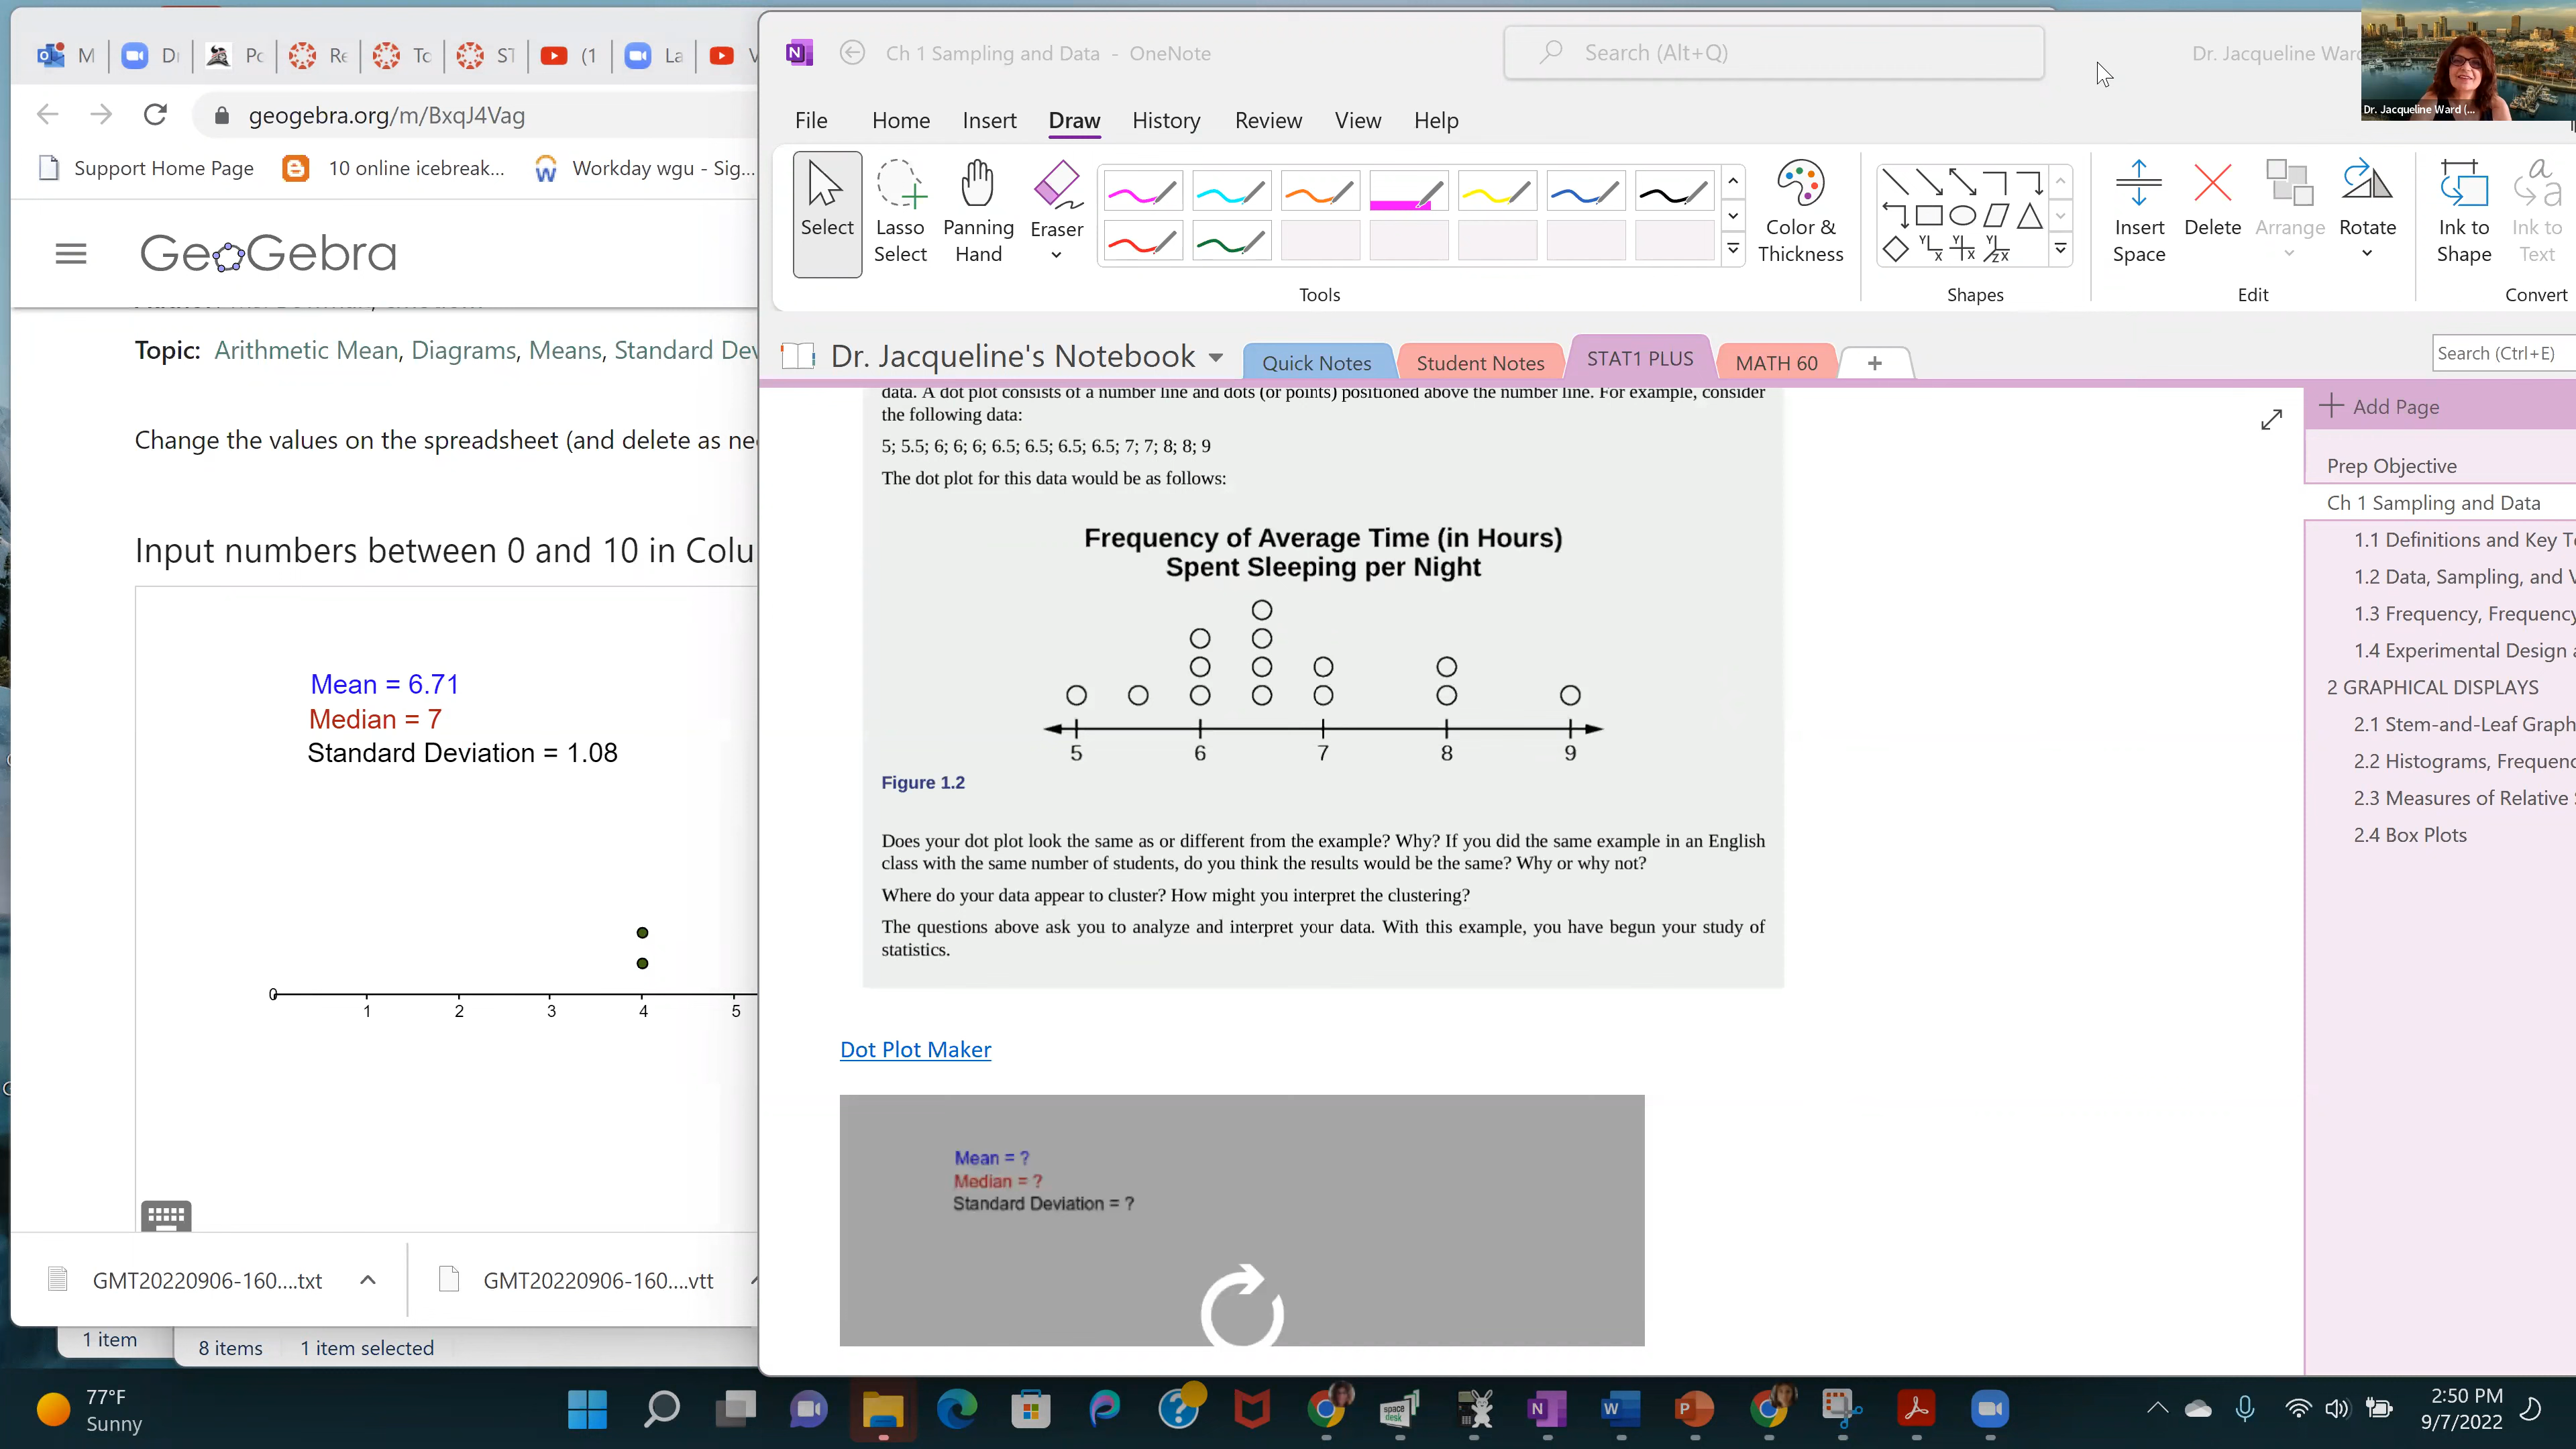 M
Di
Pc
Re
Tc
ST
(1
La
V
geogebra.org/m/BxqJ4Vag
Support Home Page
10 online icebreak...
Workday wgu - Sig...
GeoGebra
Topic: Arithmetic Mean, Diagrams, Means, Standard Dev
Change the values on the spreadsheet (and delete as ne
Input numbers between 0 and 10 in Colu
Mean = 6.71
Median = 7
Standard Deviation = 1.08
0 1 2 3 4 5
GMT20220906-160....txt
GMT20220906-160....vtt
1 item
8 items 1 item selected
Ch 1 Sampling and Data - OneNote
Search (Alt+Q)
Dr. Jacqueline Ward
Dr. Jacqueline Ward (...
File Home Insert Draw History Review View Help
Select
Lasso Select
Panning Hand
Eraser
Color & Thickness
Insert Space
Delete
Arrange
Rotate
Ink to Shape
Ink to Text
Tools
Shapes
Edit
Convert
Dr. Jacqueline's Notebook
Quick Notes
Student Notes
STAT1 PLUS
MATH 60
+
Search (Ctrl+E)
data. A dot plot consists of a number line and dots (or points) positioned above the number line. For example, consider
the following data:
5; 5.5; 6; 6; 6; 6.5; 6.5; 6.5; 6.5; 7; 7; 8; 8; 9
The dot plot for this data would be as follows:
Frequency of Average Time (in Hours)
Spent Sleeping per Night
5 6 7 8 9
Figure 1.2
Does your dot plot look the same as or different from the example? Why? If you did the same example in an English
class with the same number of students, do you think the results would be the same? Why or why not?
Where do your data appear to cluster? How might you interpret the clustering?
The questions above ask you to analyze and interpret your data. With this example, you have begun your study of
statistics.
Dot Plot Maker
Mean = ?
Median = ?
Standard Deviation = ?
Add Page
Prep Objective
Ch 1 Sampling and Data
1.1 Definitions and Key Te
1.2 Data, Sampling, and V
1.3 Frequency, Frequency
1.4 Experimental Design a
2 GRAPHICAL DISPLAYS
2.1 Stem-and-Leaf Graph
2.2 Histograms, Frequenc
2.3 Measures of Relative S
2.4 Box Plots
77°F
Sunny
space desk
2:50 PM
9/7/2022